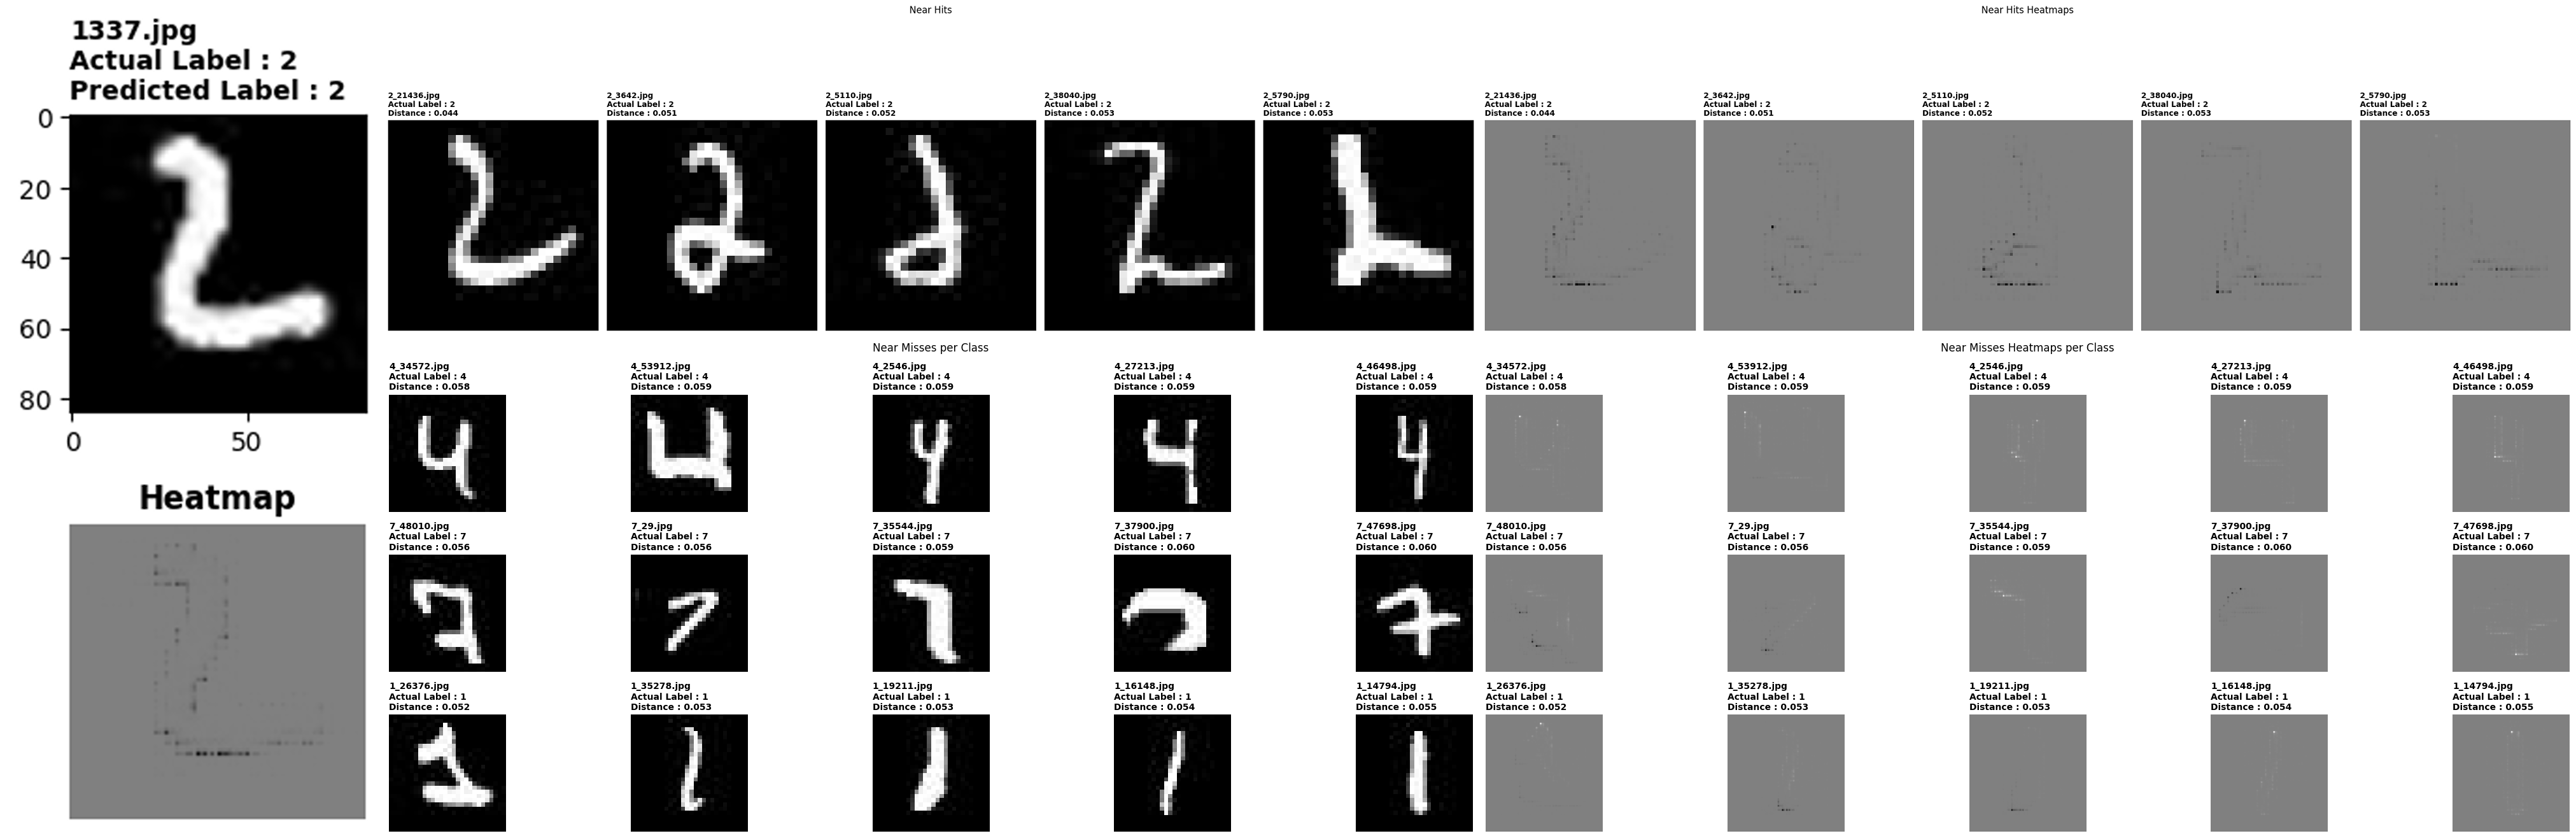 1337.jpg
Actual Label : 2
Predicted Label : 2
0
20
40
60
80
0 50
Heatmap
Near Hits
2_21436.jpg
Actual Label : 2
Distance : 0.044
2_3642.jpg
Actual Label : 2
Distance : 0.051
2_5110.jpg
Actual Label : 2
Distance : 0.052
2_38040.jpg
Actual Label : 2
Distance : 0.053
2_5790.jpg
Actual Label : 2
Distance : 0.053
Near Hits Heatmaps
2_21436.jpg
Actual Label : 2
Distance : 0.044
2_3642.jpg
Actual Label : 2
Distance : 0.051
2_5110.jpg
Actual Label : 2
Distance : 0.052
2_38040.jpg
Actual Label : 2
Distance : 0.053
2_5790.jpg
Actual Label : 2
Distance : 0.053
Near Misses per Class
4_34572.jpg
Actual Label : 4
Distance : 0.058
4_53912.jpg
Actual Label : 4
Distance : 0.059
4_2546.jpg
Actual Label : 4
Distance : 0.059
4_27213.jpg
Actual Label : 4
Distance : 0.059
4_46498.jpg
Actual Label : 4
Distance : 0.059
7_48010.jpg
Actual Label : 7
Distance : 0.056
7_29.jpg
Actual Label : 7
Distance : 0.056
7_35544.jpg
Actual Label : 7
Distance : 0.059
7_37900.jpg
Actual Label : 7
Distance : 0.060
7_47698.jpg
Actual Label : 7
Distance : 0.060
1_26376.jpg
Actual Label : 1
Distance : 0.052
1_35278.jpg
Actual Label : 1
Distance : 0.053
1_19211.jpg
Actual Label : 1
Distance : 0.053
1_16148.jpg
Actual Label : 1
Distance : 0.054
1_14794.jpg
Actual Label : 1
Distance : 0.055
Near Misses Heatmaps per Class
4_34572.jpg
Actual Label : 4
Distance : 0.058
4_53912.jpg
Actual Label : 4
Distance : 0.059
4_2546.jpg
Actual Label : 4
Distance : 0.059
4_27213.jpg
Actual Label : 4
Distance : 0.059
4_46498.jpg
Actual Label : 4
Distance : 0.059
7_48010.jpg
Actual Label : 7
Distance : 0.056
7_29.jpg
Actual Label : 7
Distance : 0.056
7_35544.jpg
Actual Label : 7
Distance : 0.059
7_37900.jpg
Actual Label : 7
Distance : 0.060
7_47698.jpg
Actual Label : 7
Distance : 0.060
1_26376.jpg
Actual Label : 1
Distance : 0.052
1_35278.jpg
Actual Label : 1
Distance : 0.053
1_19211.jpg
Actual Label : 1
Distance : 0.053
1_16148.jpg
Actual Label : 1
Distance : 0.054
1_14794.jpg
Actual Label : 1
Distance : 0.055